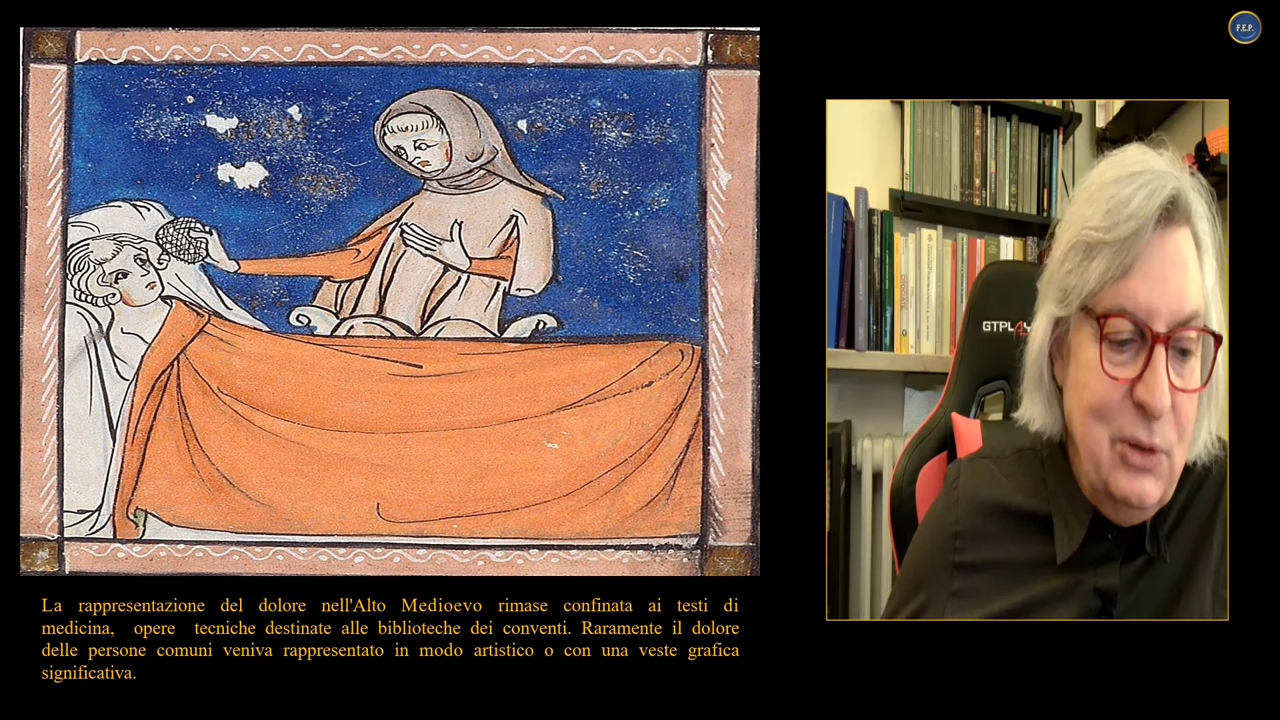 F.E.P.
GTPLAY
La rappresentazione del dolore nell'Alto Medioevo rimase confinata ai testi di
medicina, opere tecniche destinate alle biblioteche dei conventi. Raramente il dolore
delle persone comuni veniva rappresentato in modo artistico o con una veste grafica
significativa.